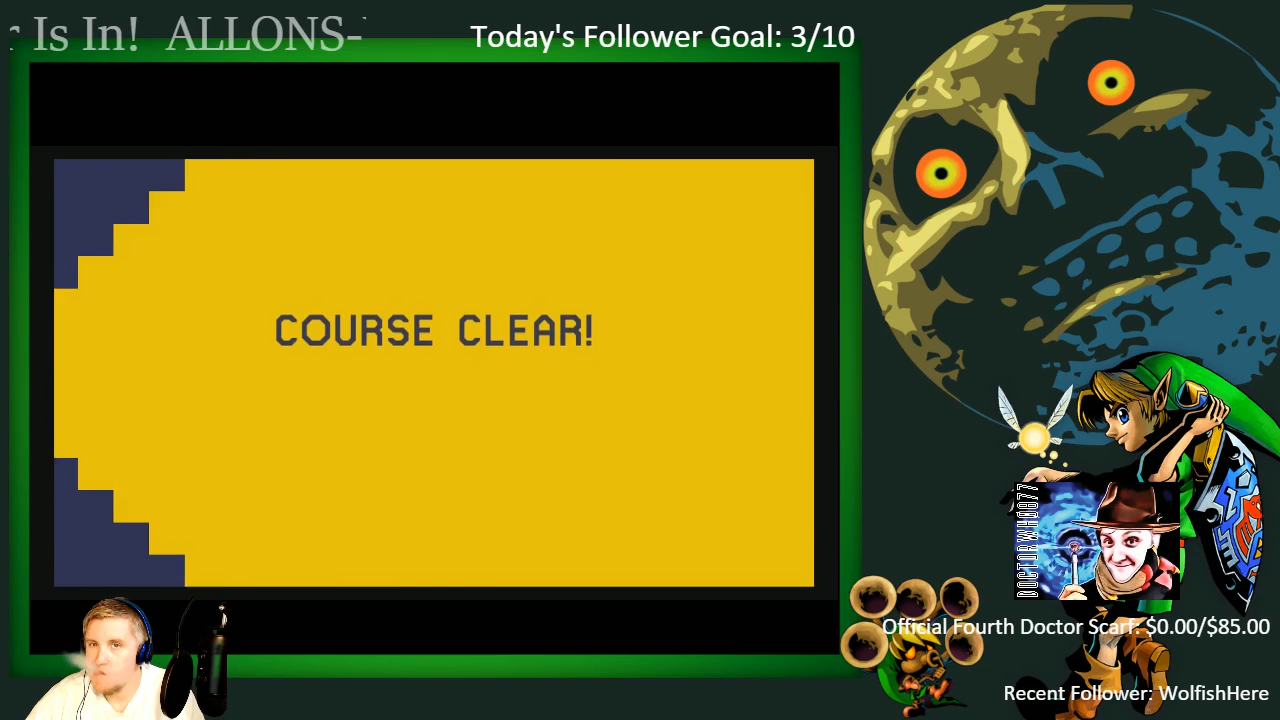 r Is In!  ALLONS-
Today's Follower Goal: 3/10
COURSE CLEAR!
DOCTORWHO877
Official Fourth Doctor Scarf: $0.00/$85.00
Recent Follower: WolfishHere